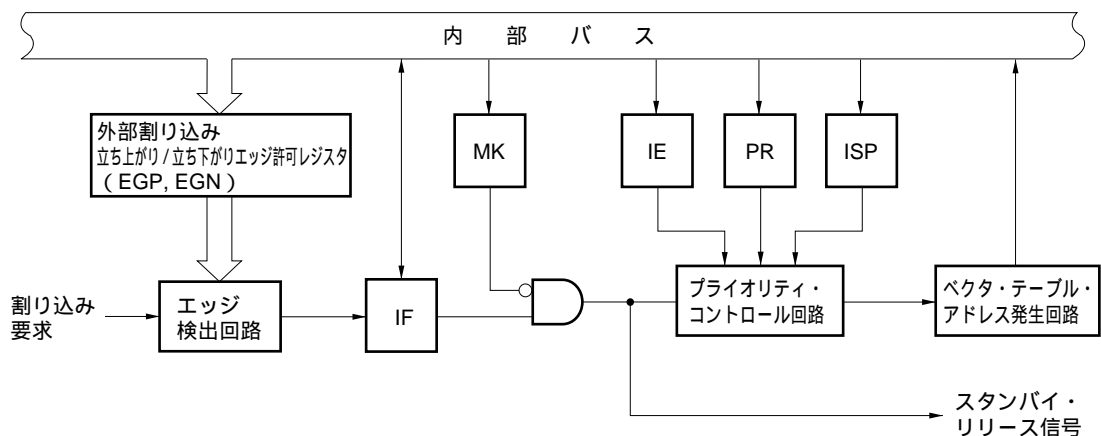 内 部 バ ス
外部割り込み
立ち上がり / 立ち下がりエッジ許可レジスタ
( EGP, EGN )
MK
IE
PR
ISP
割り込み
要求
エッジ
検出回路
IF
プライオリティ・
コントロール回路
ベクタ・テーブル・
アドレス発生回路
スタンバイ・
リリース信号